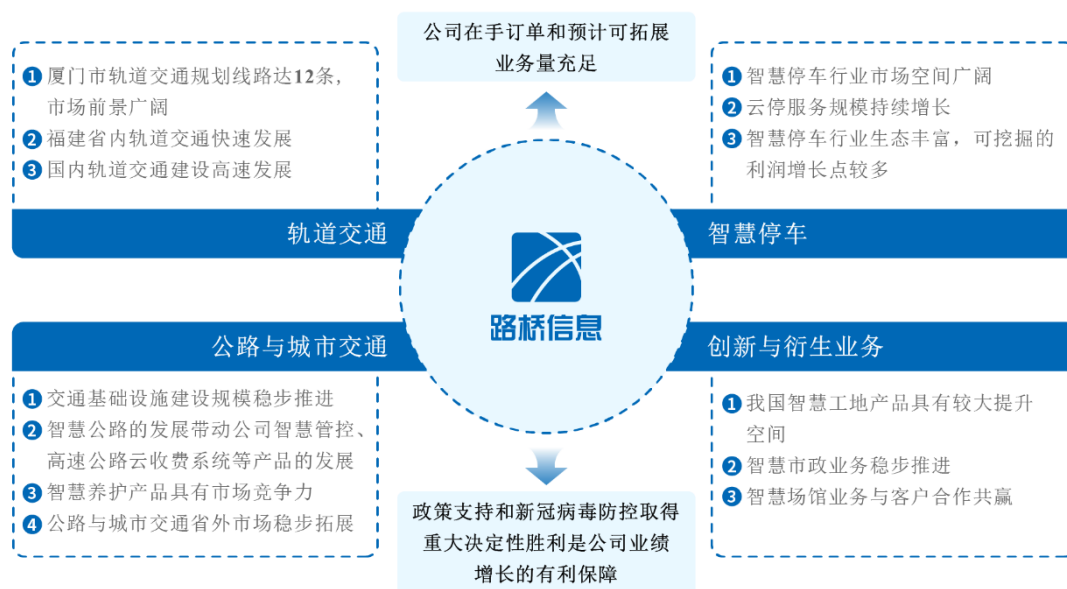 公司在手订单和预计可拓展
业务量充足
❶ 厦门市轨道交通规划线路达12条，
市场前景广阔
❷ 福建省内轨道交通快速发展
❸ 国内轨道交通建设高速发展
轨道交通
❶ 智慧停车行业市场空间广阔
❷ 云停服务规模持续增长
❸ 智慧停车行业生态丰富，可挖掘的
利润增长点较多
智慧停车
路桥信息
公路与城市交通
❶ 交通基础设施建设规模稳步推进
❷ 智慧公路的发展带动公司智慧管控、
高速公路云收费系统等产品的发展
❸ 智慧养护产品具有市场竞争力
❹ 公路与城市交通省外市场稳步拓展
创新与衍生业务
❶ 我国智慧工地产品具有较大提升
空间
❷ 智慧市政业务稳步推进
❸ 智慧场馆业务与客户合作共赢
政策支持和新冠病毒防控取得
重大决定性胜利是公司业绩
增长的有利保障